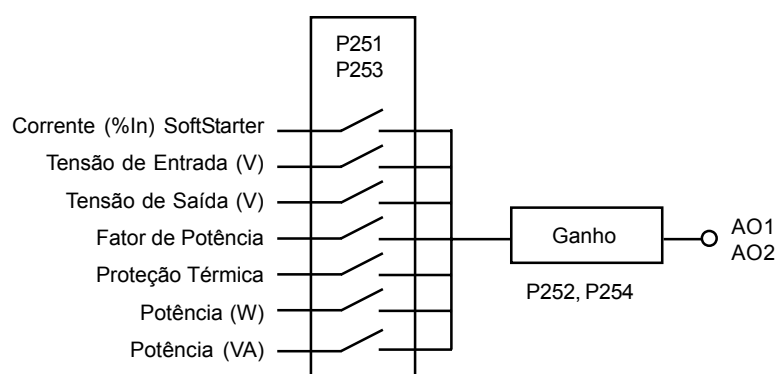 P251
P253
Corrente (%In) SoftStarter
Tensão de Entrada (V)
Tensão de Saída (V)
Fator de Potência
Proteção Térmica
Potência (W)
Potência (VA)
Ganho
P252, P254
AO1
AO2